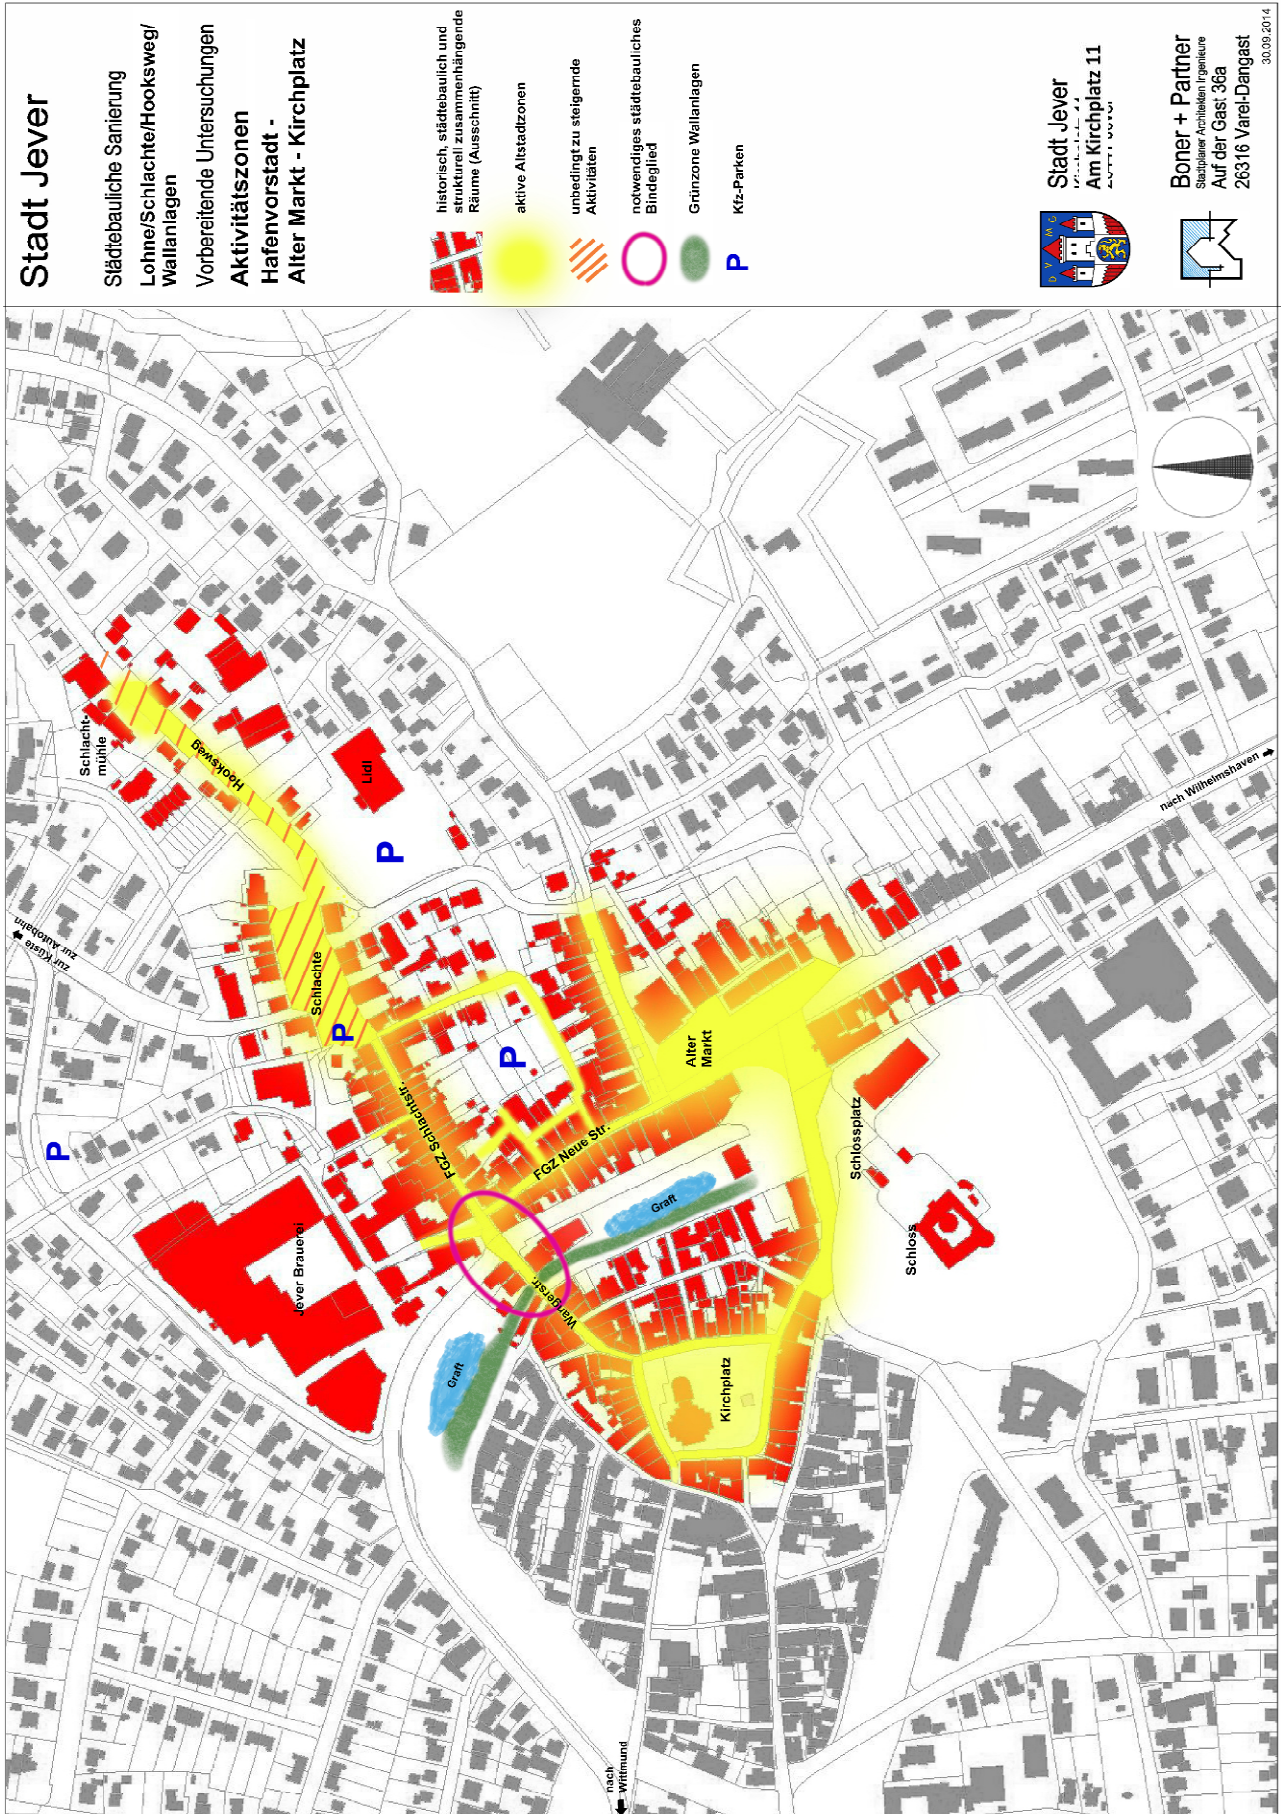 Stadt Jever
Städtebauliche Sanierung
Lohne/Schlachte/Hooksweg/
Wallanlagen
Vorbereitende Untersuchungen
Aktivitätszonen
Hafenvorstadt -
Alter Markt - Kirchplatz
historisch, städtebaulich und
strukturell zusammenhängende
Räume (Ausschnitt)
aktive Altstadtzonen
unbedingt zu steigernde
Aktivitäten
notwendiges städtebauliches
Bindeglied
Grünzone Wallanlagen
P
Kfz-Parken
Stadt Jever
Am Kirchplatz 11
Boner + Partner
Stadtplaner Architekten Ingenieure
Auf der Gast 36a
26316 Varel-Dangast
30.09.2014
Schlacht-
mühle
Hooksweg
Lidl
P
zur Küste
zur Autobahn
Schlachte
P
P
P
FGZ Schlachtstr.
FGZ Neue Str.
Alter
Markt
nach Wilhelmshaven
Schlossplatz
Schloss
Graft
Jever Brauerei
Wangerstr.
Graft
Kirchplatz
nach
Wittmund